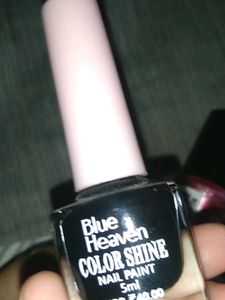 Blue
Heaven
COLOR SHINE
NAIL PAINT
5ml